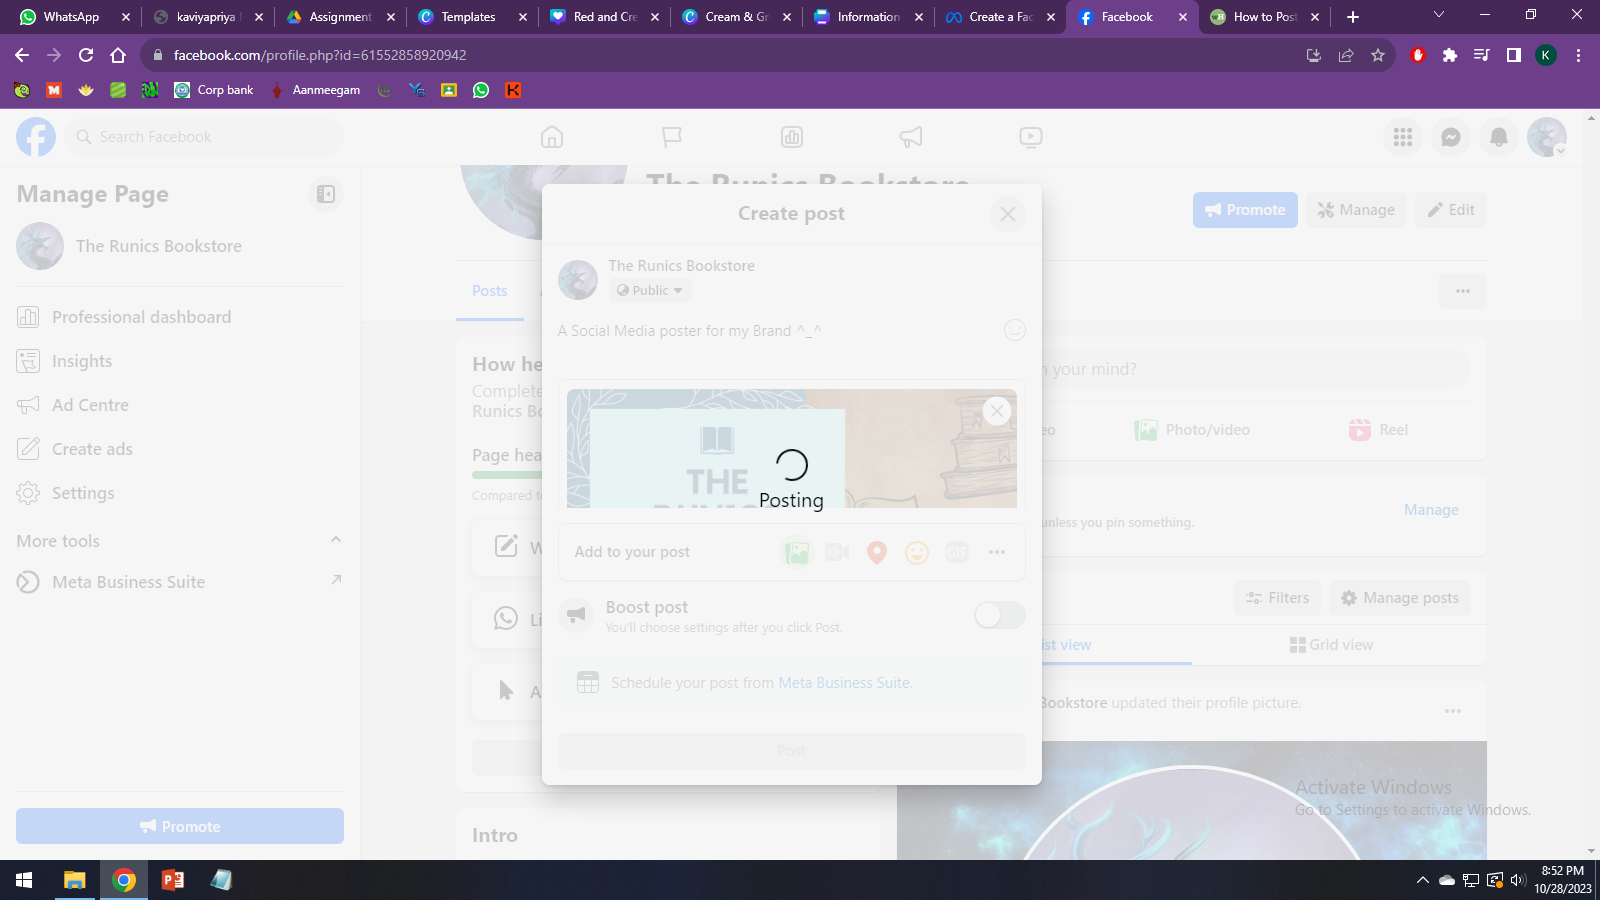 WhatsApp
kaviyapriya
Assignment
Templates
Red and Cre
Cream & Gr
Information
Create a Fac
Facebook
How to Post
facebook.com/profile.php?id=61552858920942
K
Corp bank
Aanmeegam
Search Facebook
Manage Page
The Runics Bookstore
Professional dashboard
Insights
Ad Centre
Create ads
Settings
More tools
Meta Business Suite
Promote
The Runics Bookstore
Promote
Manage
Edit
Posts
How he
Complete
Runics Bo
Page hea
Compared to
W
Li
A
Intro
Create post
The Runics Bookstore
Public
A Social Media poster for my Brand ^_^
THE
RUNICS
Posting
Add to your post
GIF
Boost post
You'll choose settings after you click Post.
Schedule your post from Meta Business Suite.
Post
n your mind?
eo
Photo/video
Reel
Manage
unless you pin something.
Filters
Manage posts
ist view
Grid view
Bookstore updated their profile picture.
Activate Windows
Go to Settings to activate Windows.
8:52 PM
10/28/2023